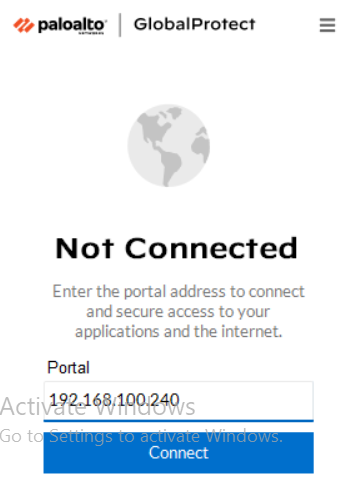 paloalto NETWORKS | GlobalProtect
Not Connected
Enter the portal address to connect
and secure access to your
applications and the internet.
Portal
192.168.100.240
Activate Windows
Go to Settings to activate Windows.
Connect